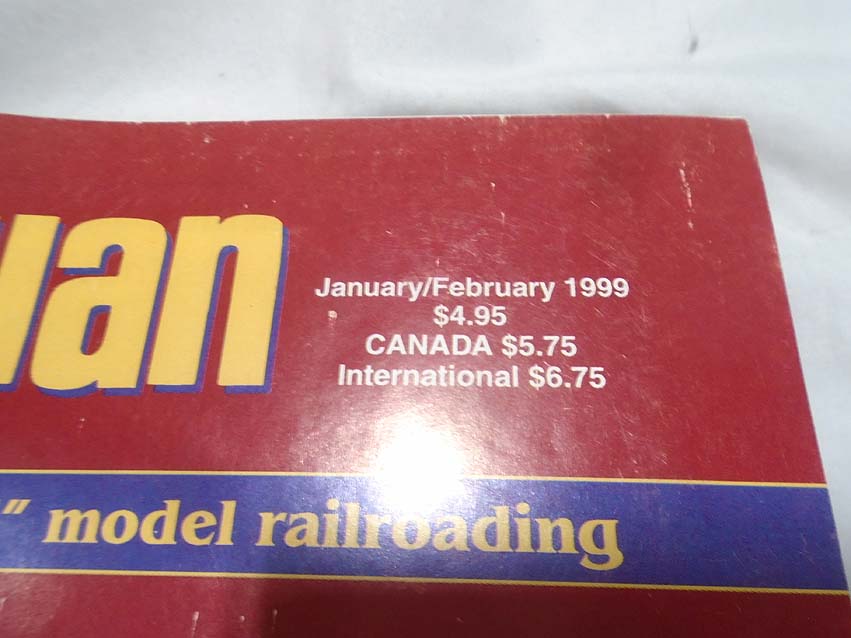 uan
January/February 1999
$4.95
CANADA $5.75
International $6.75
" model railroading